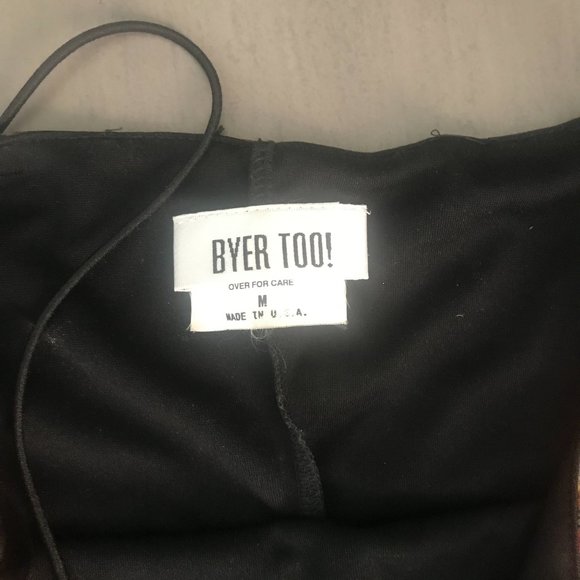 BYER TOO!
OVER FOR CARE
M
MADE IN U.S.A.